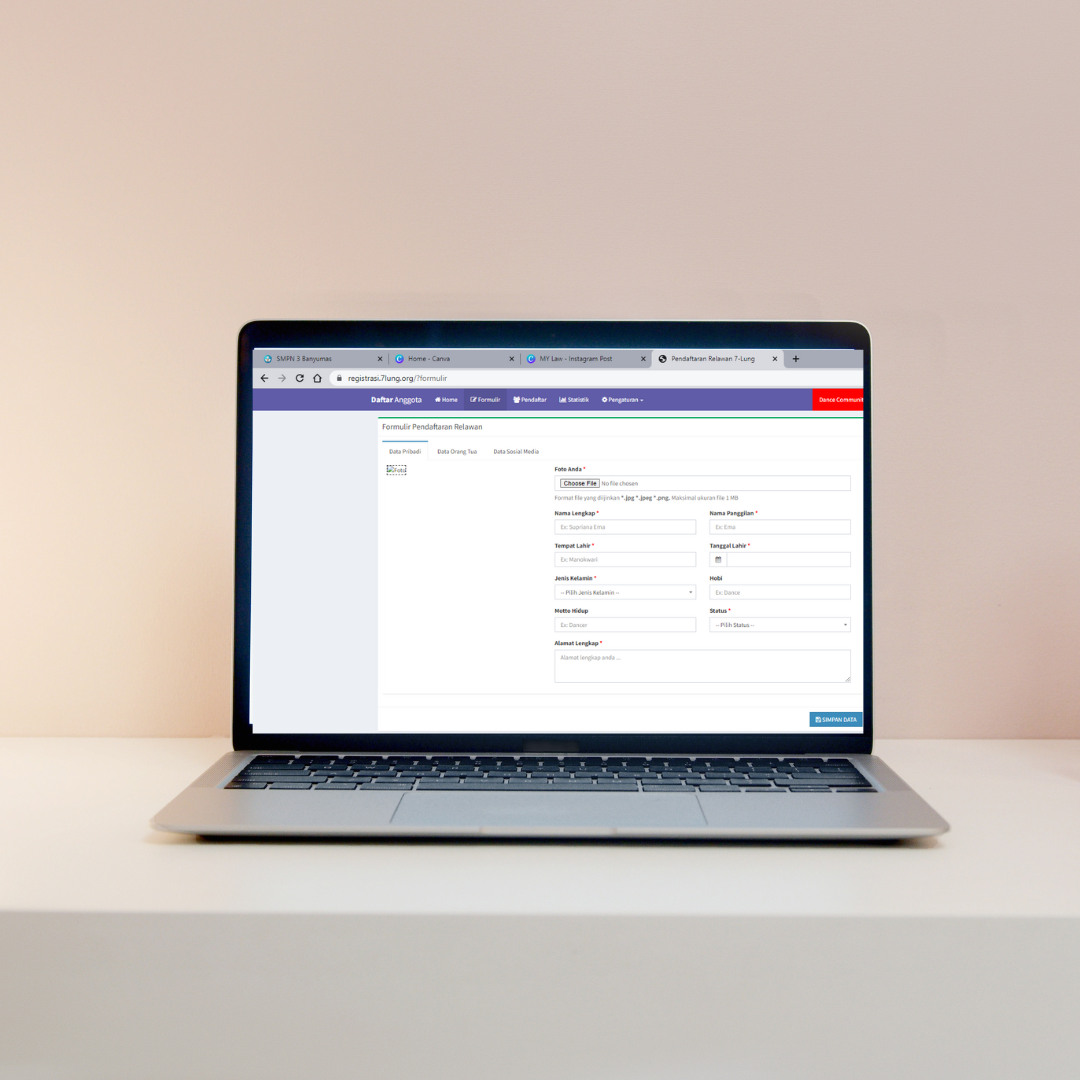 SMPN 3 Banyumas
Home - Canva
MY Law - Instagram Post
Pendaftaran Relawan 7-Lung
registrasi.7lung.org/?formulir
Daftar Anggota Home Formulir Pendaftar Statistik Pengaturan
Dance Communit
Formulir Pendaftaran Relawan
Data Pribadi Data Orang Tua Data Sosial Media
Foto
Foto Anda *
Choose File No file chosen
Format file yang diijinkan *.jpg *.jpeg *.png. Maksimal ukuran file 1 MB
Nama Lengkap * Nama Panggilan *
Ex: Sopriana Ema Ex: Ema
Tempat Lahir * Tanggal Lahir *
Ex: Manokwari
Jenis Kelamin * Hobi
-- Pilih Jenis Kelamin -- Ex: Dance
Motto Hidup Status *
Ex: Dancer -- Pilih Status --
Alamat Lengkap *
Alamat lengkap anda ...
SIMPAN DATA